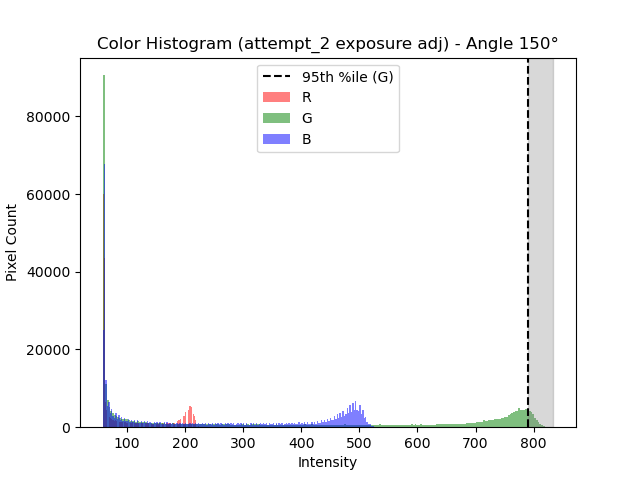 Color Histogram (attempt_2 exposure adj) - Angle 150°
95th %ile (G)
R
G
B
80000
60000
40000
20000
0
Pixel Count
100 200 300 400 500 600 700 800
Intensity